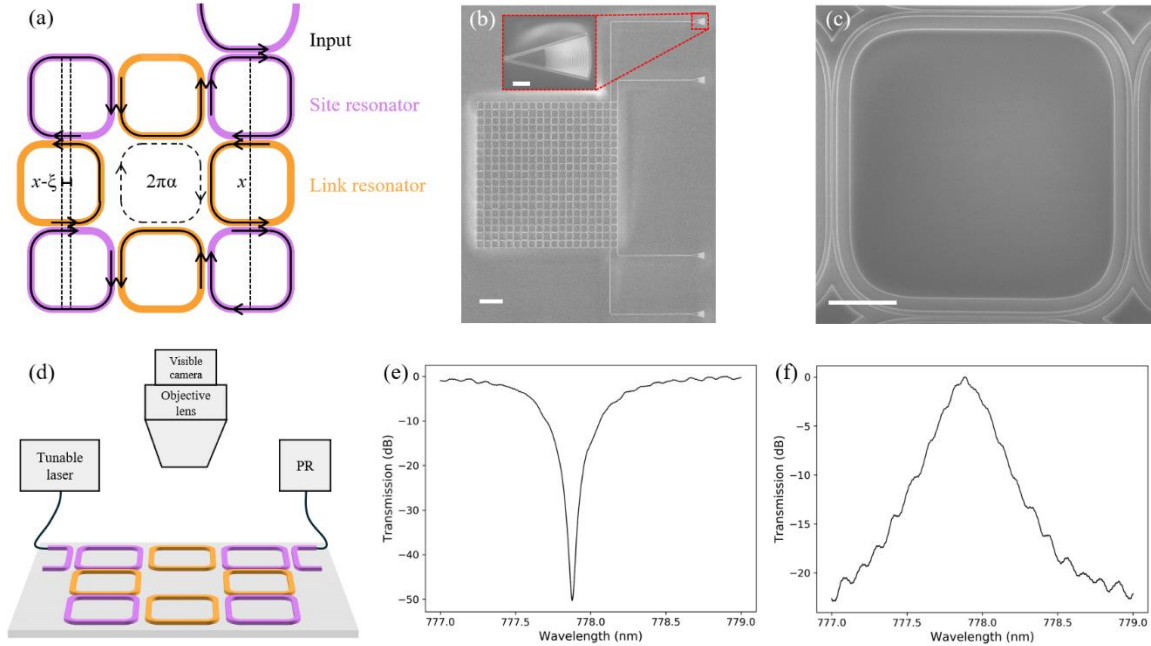 (a)
Input
Site resonator
x-ξ
2πα
x
Link resonator
(b)
(c)
(d)
Visible
camera
Objective
lens
Tunable
laser
PR
(e)
0
−10
−20
−30
−40
−50
Transmission (dB)
777.0 777.5 778.0 778.5 779.0
Wavelength (nm)
(f)
0
−5
−10
−15
−20
Transmission (dB)
777.0 777.5 778.0 778.5 779.0
Wavelength (nm)